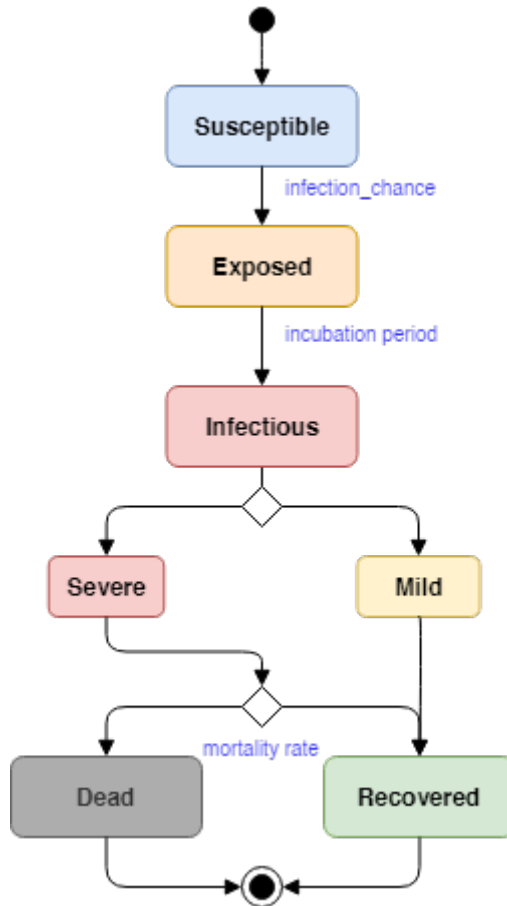 Susceptible
infection_chance
Exposed
incubation period
Infectious
Severe
Mild
mortality rate
Dead
Recovered